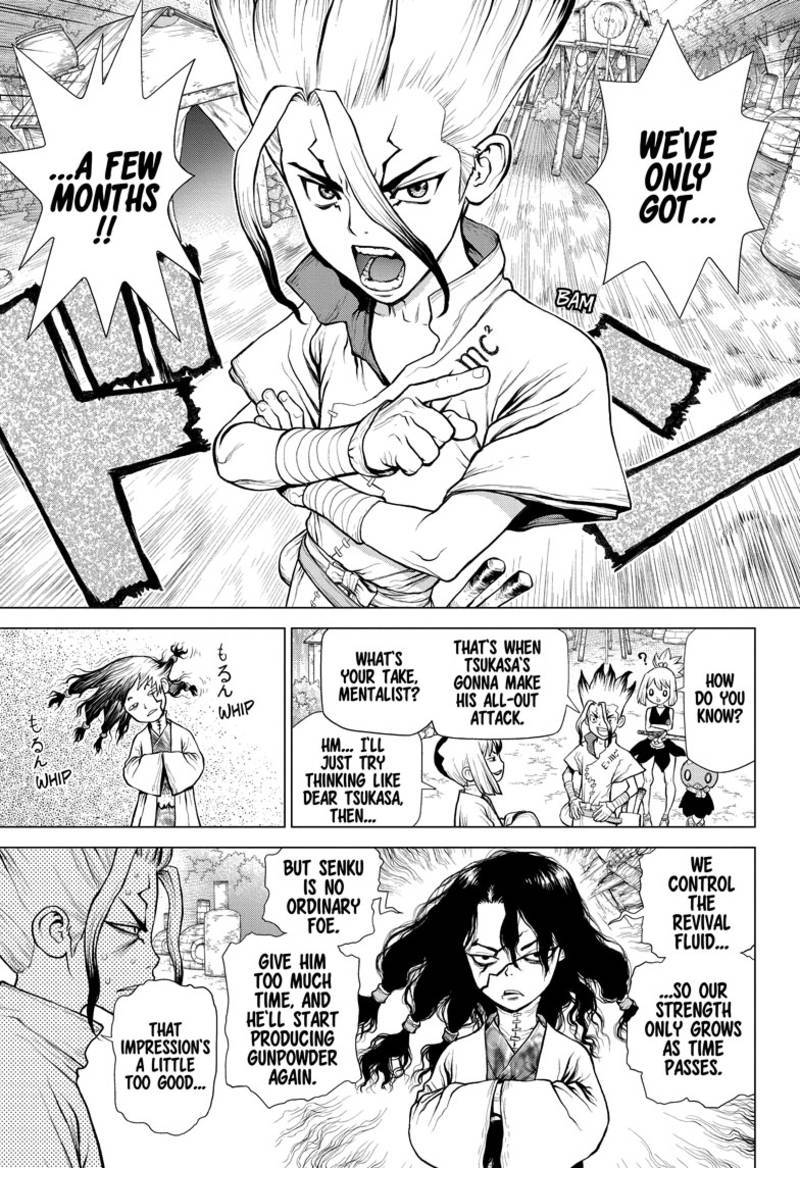 WE'VE
ONLY
GOT...
...A FEW
MONTHS
!!
BAM
MC²
HOW
DO YOU
KNOW?
?
THAT'S WHEN
TSUKASA'S
GONNA MAKE
HIS ALL-OUT
ATTACK.
WHAT'S
YOUR TAKE,
MENTALIST?
HM... I'LL
JUST TRY
THINKING LIKE
DEAR TSUKASA,
THEN...
E=MC²
もるん
WHIP
もるん
WHIP
WE
CONTROL
THE
REVIVAL
FLUID...
...SO OUR
STRENGTH
ONLY GROWS
AS TIME
PASSES.
BUT SENKU
IS NO
ORDINARY
FOE.
GIVE HIM
TOO MUCH
TIME, AND
HE'LL START
PRODUCING
GUNPOWDER
AGAIN.
THAT
IMPRESSION'S
A LITTLE
TOO GOOD...